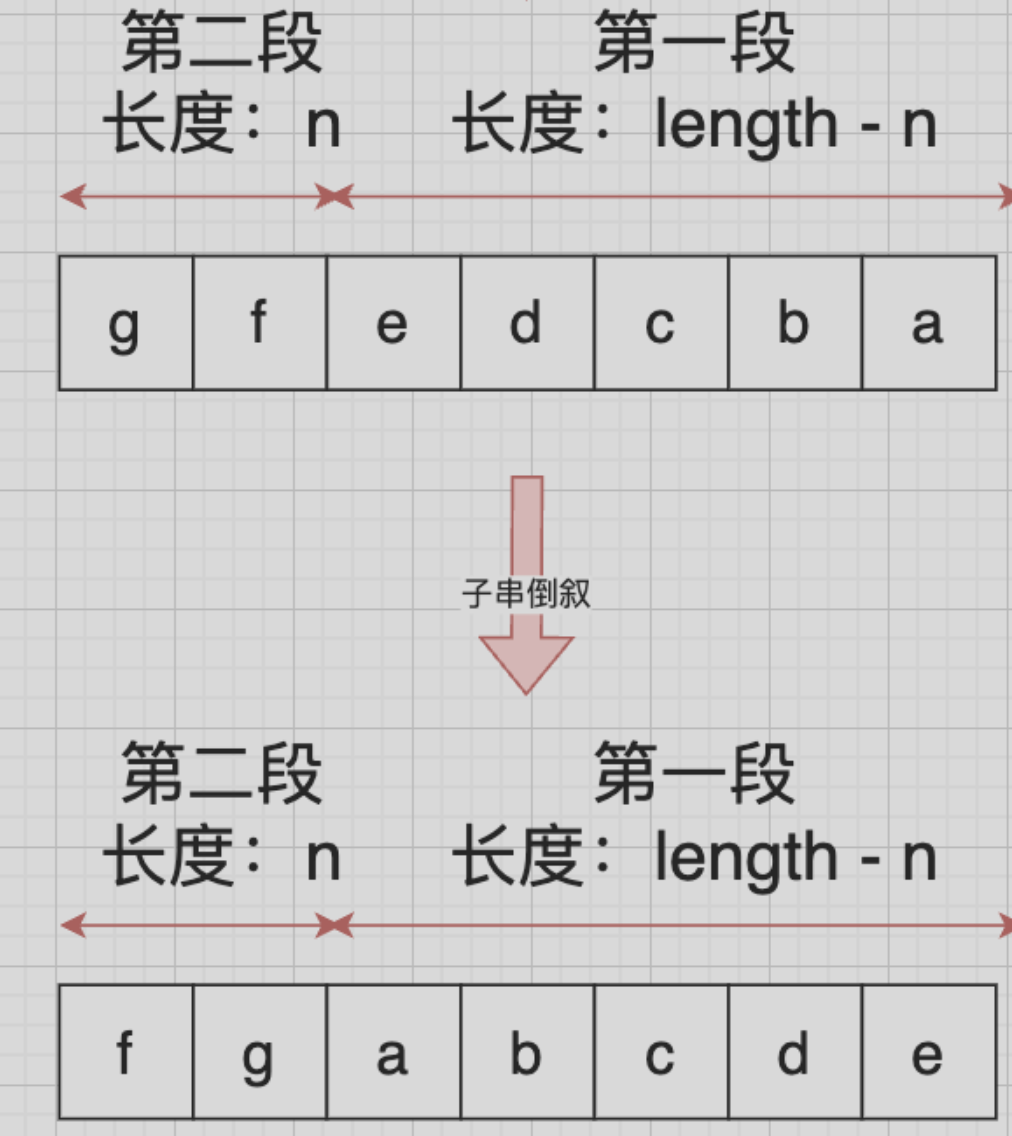 第二段
长度：n
第一段
长度：length - n
g f e d c b a
子串倒叙
第二段
长度：n
第一段
长度：length - n
f g a b c d e